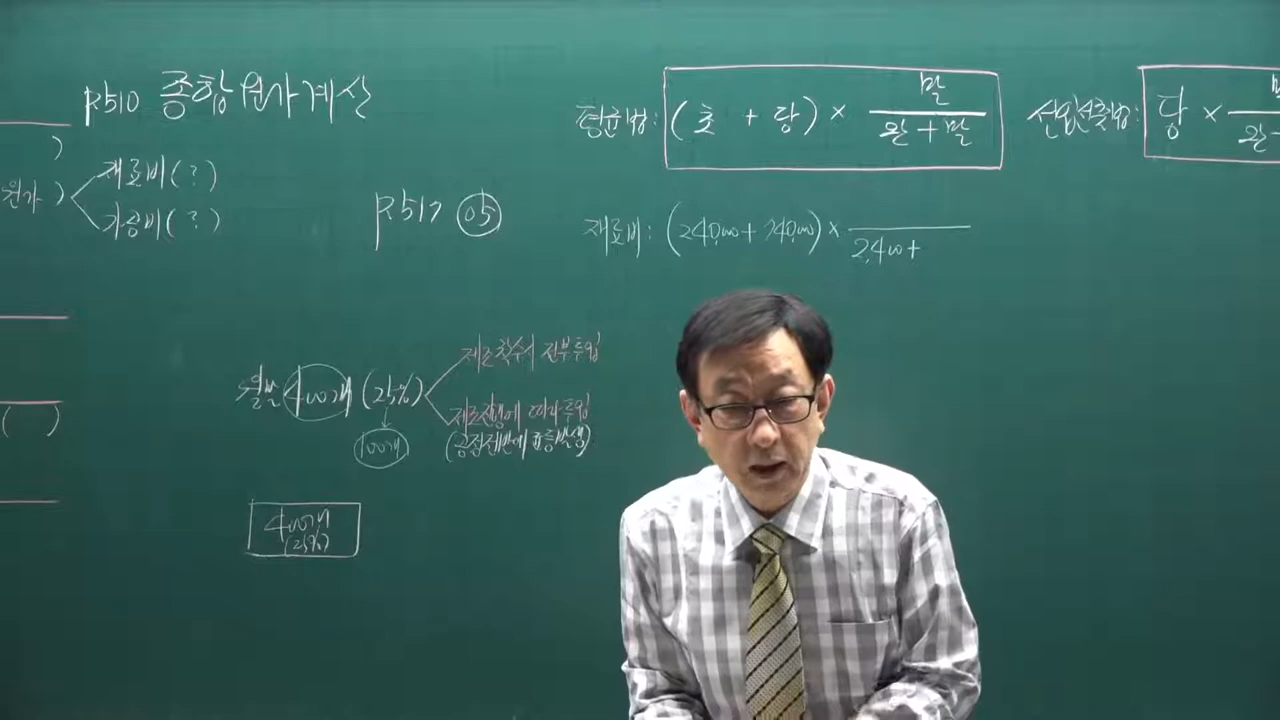 P.510 종합원가계산
)
원가 )
재료비 (?)
가공비 (?)
( )
P.517 05
월말 400개 (25%)
100개
제조착수시 전부투입
제조진행에 따라 투입
(공정전반에 균등발생)
400개
(25%)
평균법: (초 + 당) × 말 / 완 + 말
재료비: (240,000 + 740,000) ×
2,400 +
선입선출법: 당 ×
완